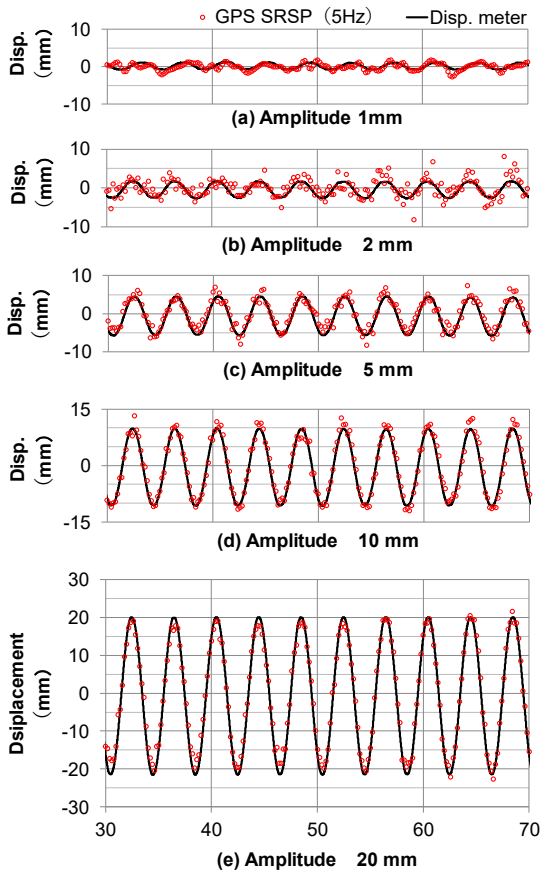 GPS SRSP（5Hz） Disp. meter
Disp.
（mm）
10
0
-10
(a) Amplitude 1mm
Disp.
（mm）
10
0
-10
(b) Amplitude 2 mm
Disp.
（mm）
10
0
-10
(c) Amplitude 5 mm
Disp.
（mm）
15
0
-15
(d) Amplitude 10 mm
Dsiplacement
（mm）
30
20
10
0
-10
-20
-30
30 40 50 60 70
(e) Amplitude 20 mm